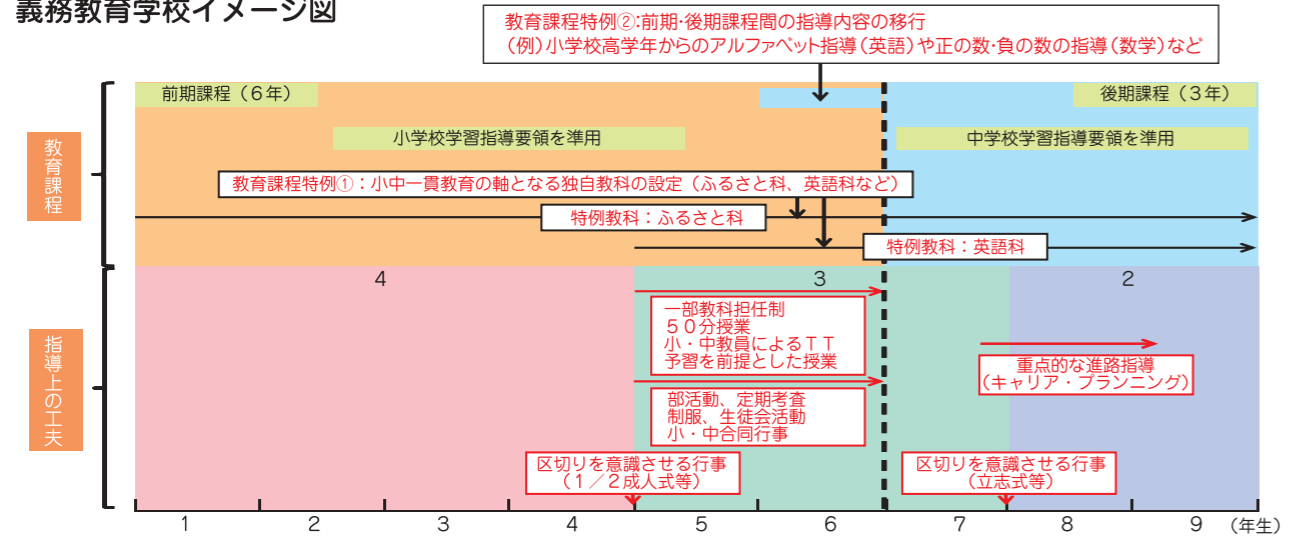 義務教育学校イメージ図
教育課程特例②:前期・後期課程間の指導内容の移行
(例)小学校高学年からのアルファベット指導(英語)や正の数・負の数の指導(数学)など
前期課程(6年)
後期課程(3年)
小学校学習指導要領を準用
中学校学習指導要領を準用
教育課程
教育課程特例①:小中一貫教育の軸となる独自教科の設定(ふるさと科、英語科など)
特例教科:ふるさと科
特例教科:英語科
4
3
2
指導上の工夫
一部教科担任制
50分授業
小・中教員によるTT
予習を前提とした授業
重点的な進路指導
(キャリア・プランニング)
部活動、定期考査
制服、生徒会活動
小・中合同行事
区切りを意識させる行事
(1/2成人式等)
区切りを意識させる行事
(立志式等)
1 2 3 4 5 6 7 8 9 (年生)